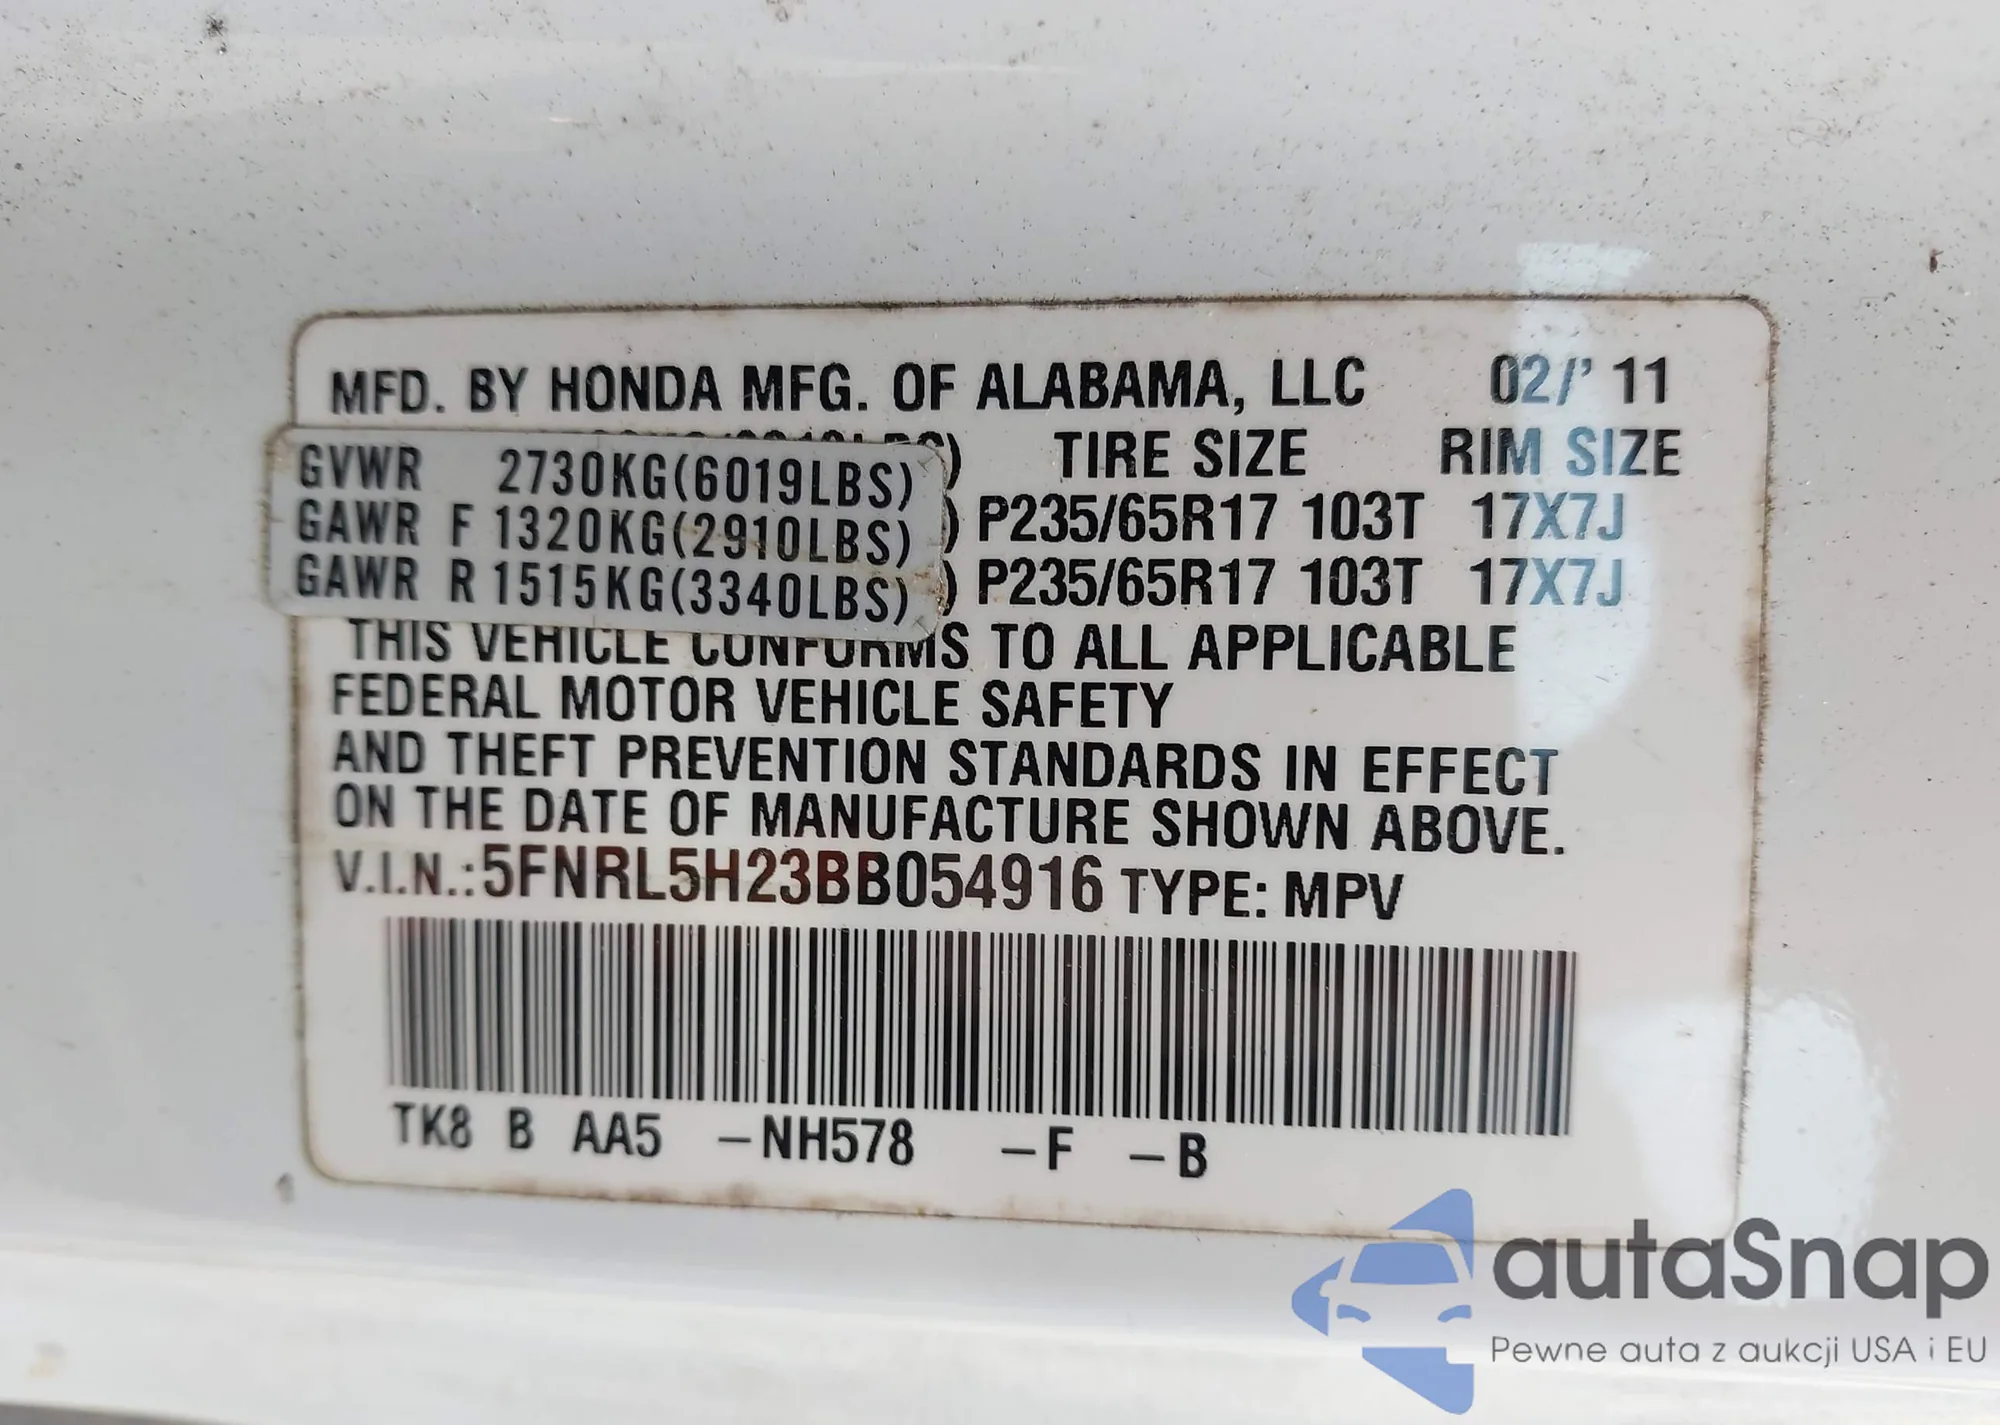 MFD. BY HONDA MFG. OF ALABAMA, LLC 02/' 11
TIRE SIZE RIM SIZE
GVWR 2730KG(6019LBS)
GAWR F 1320KG(2910LBS) ) P235/65R17 103T 17X7J
GAWR R 1515KG(3340LBS) ) P235/65R17 103T 17X7J
THIS VEHICLE CONFORMS TO ALL APPLICABLE
FEDERAL MOTOR VEHICLE SAFETY
AND THEFT PREVENTION STANDARDS IN EFFECT
ON THE DATE OF MANUFACTURE SHOWN ABOVE.
V.I.N.:5FNRL5H23BB054916 TYPE: MPV
TK8 B AA5 –NH578 –F –B
autaSnap
Pewne auta z aukcji USA i EU